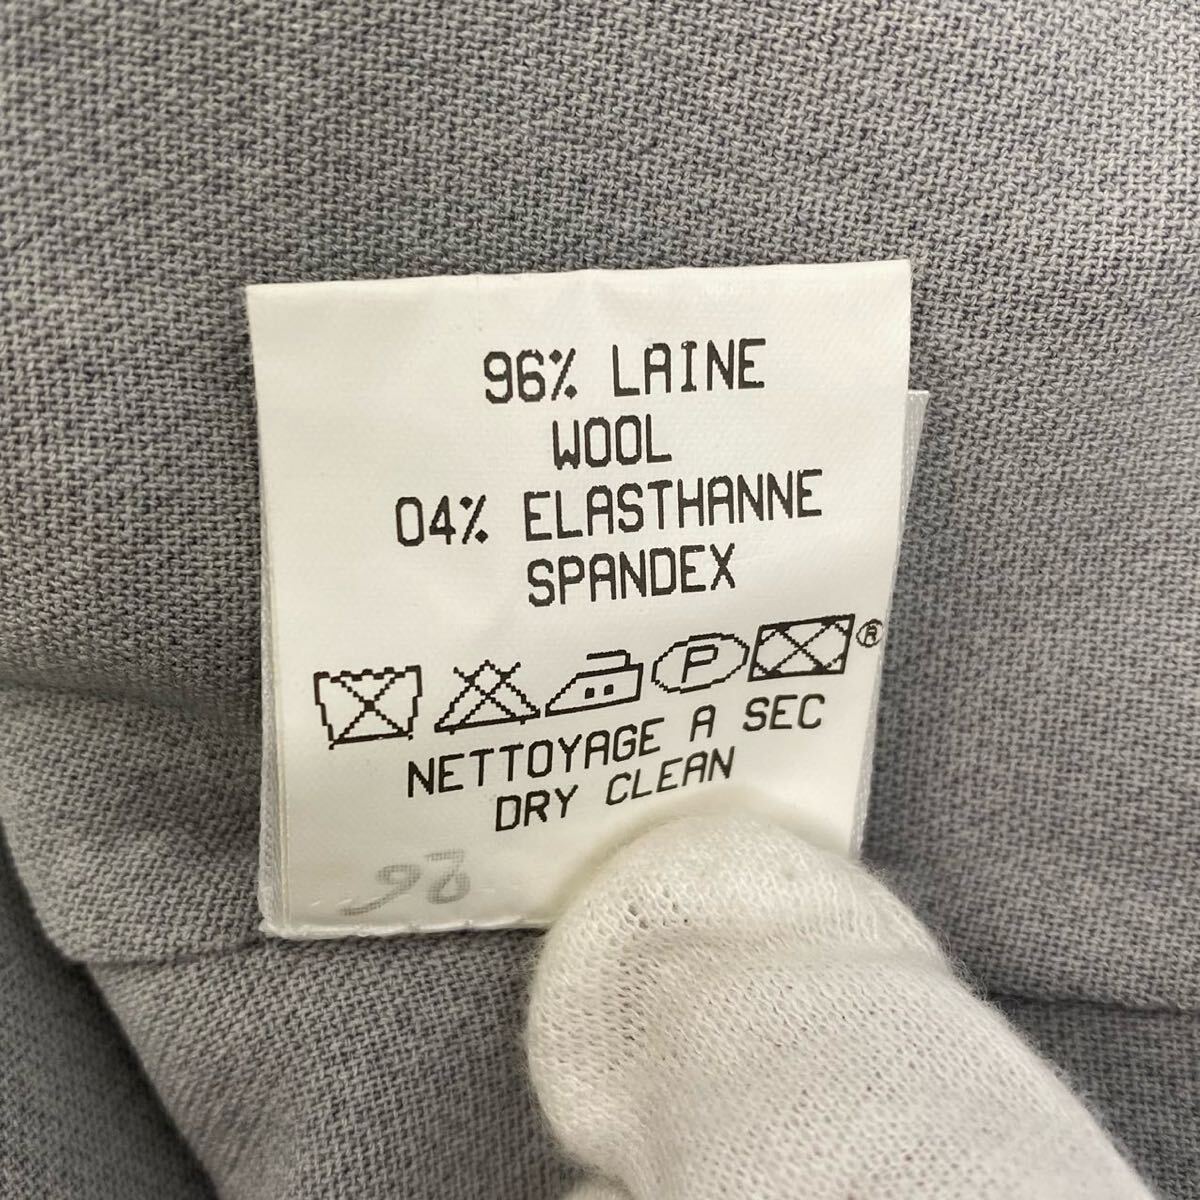 96% LAINE
WOOL
04% ELASTHANNE
SPANDEX
P ®
NETTOYAGE A SEC
DRY CLEAN